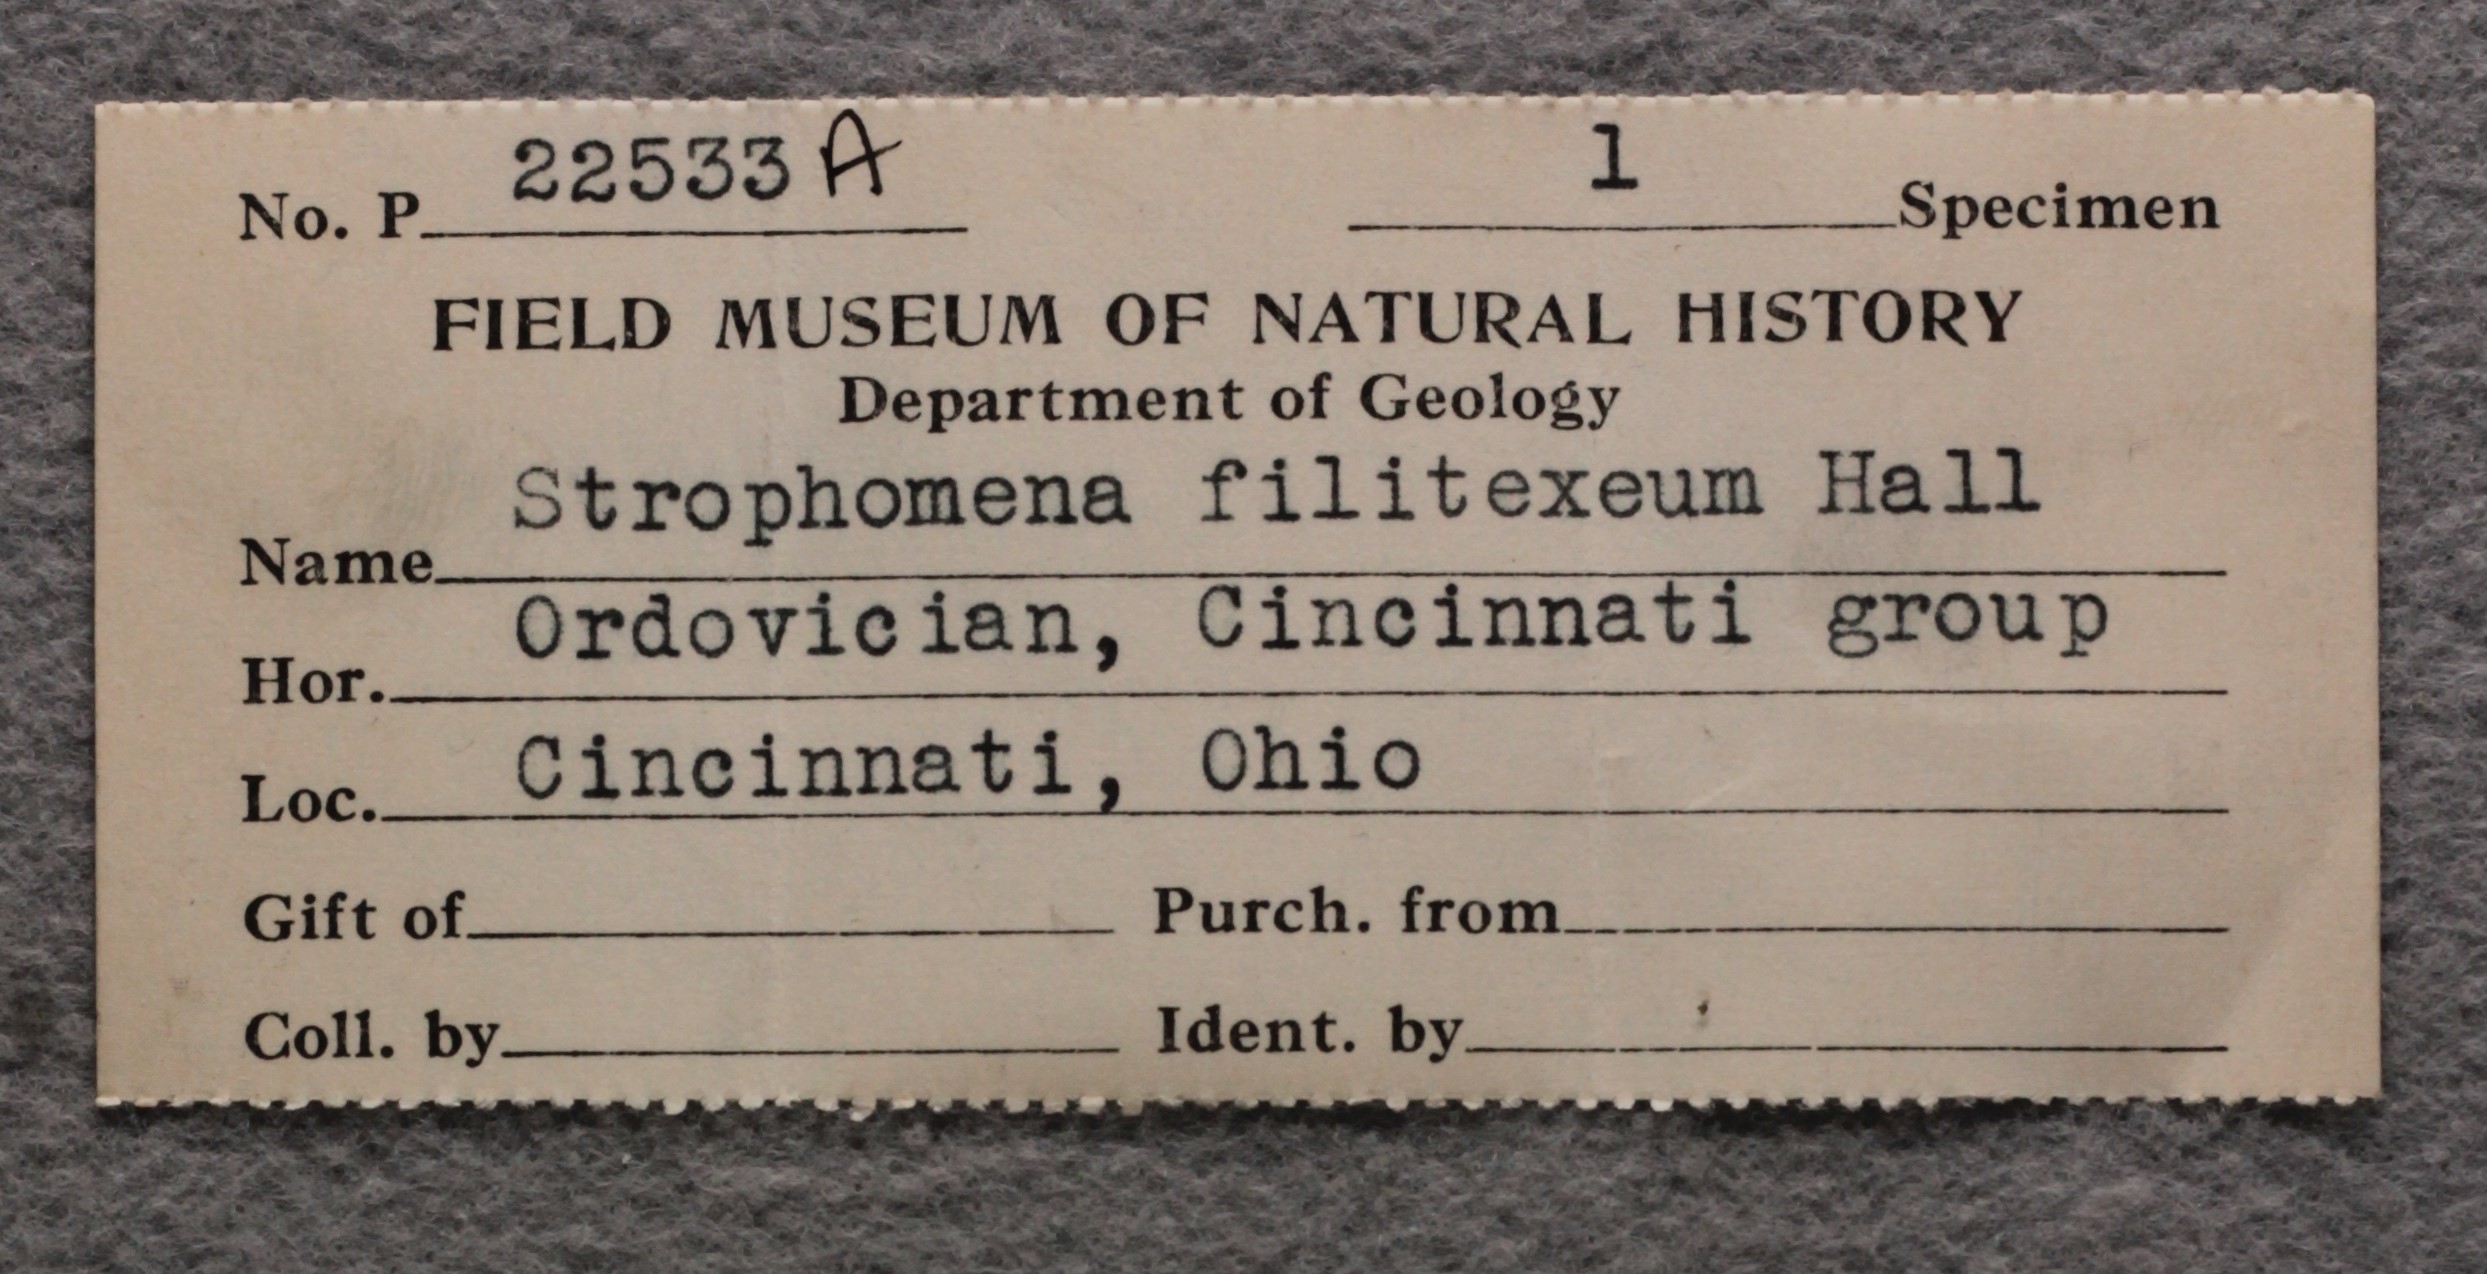 No. P 22533 A 1 Specimen
FIELD MUSEUM OF NATURAL HISTORY
Department of Geology
Name Strophomena filitexeum Hall
Hor. Ordovician, Cincinnati group
Loc. Cincinnati, Ohio
Gift of Purch. from
Coll. by Ident. by